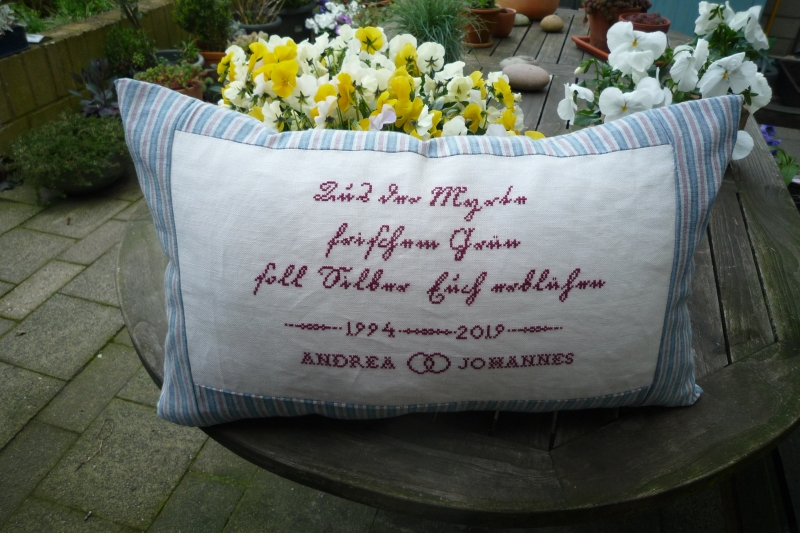 Aus der Myrte
frischem Grün
soll Silber Euch erblühen
1994 2019
ANDREA JOHANNES